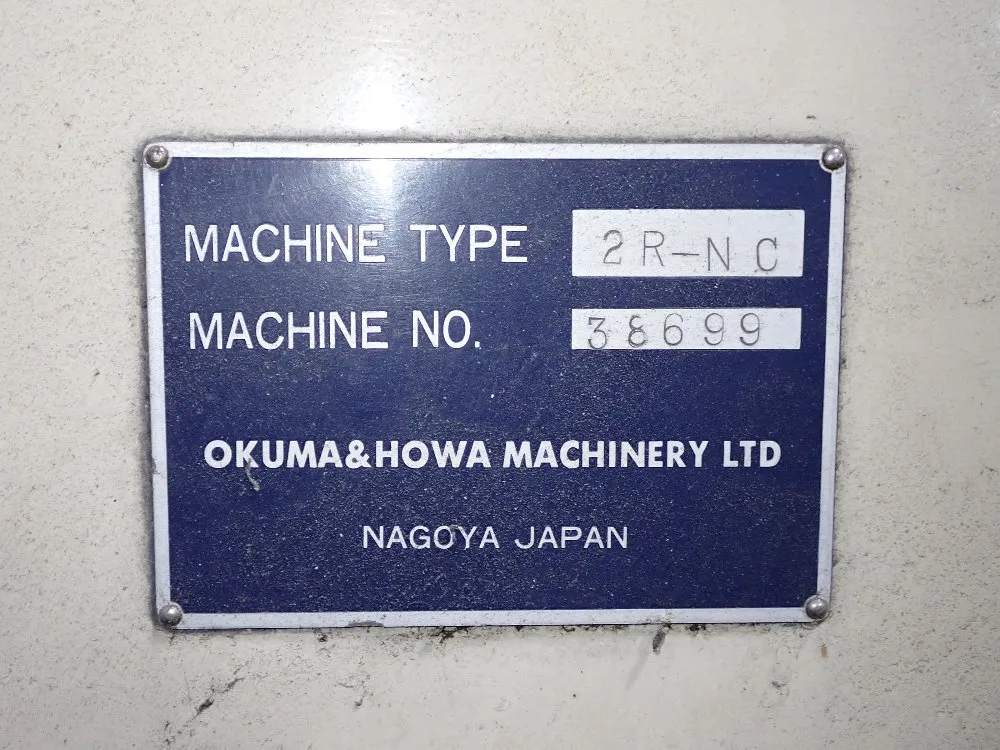 MACHINE TYPE 2R-NC
MACHINE NO. 38699
OKUMA&HOWA MACHINERY LTD
NAGOYA JAPAN